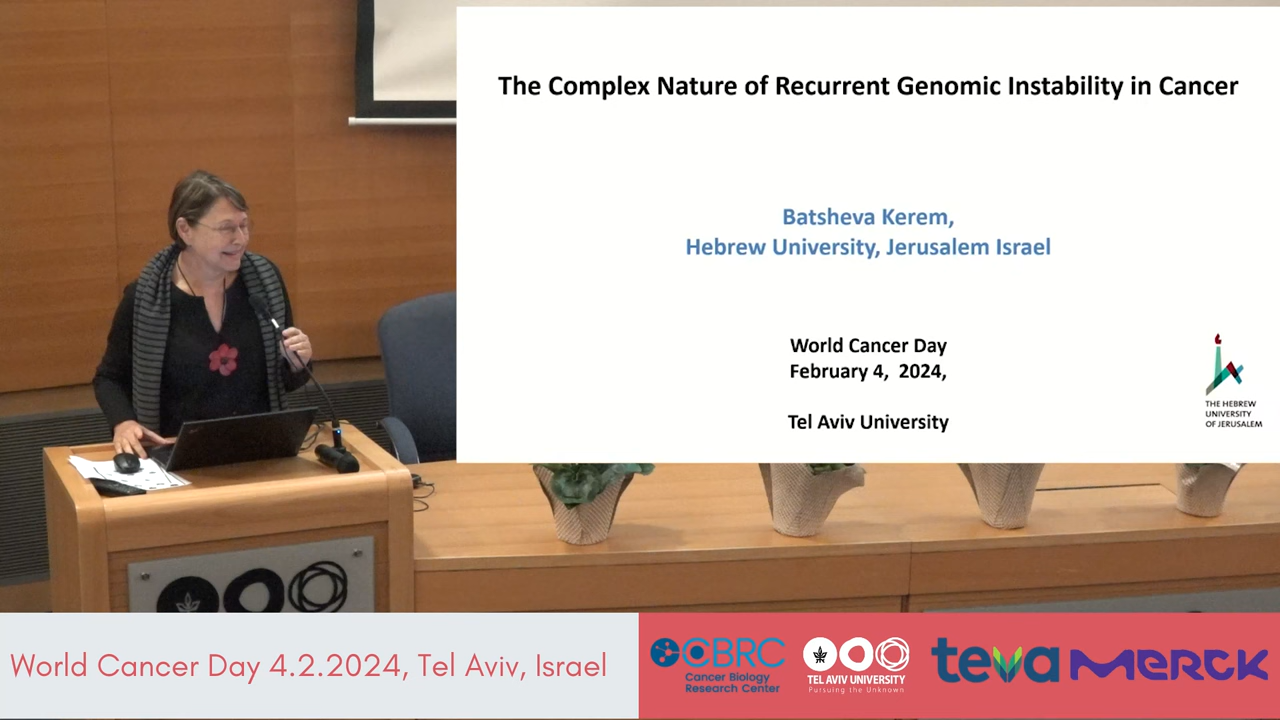 The Complex Nature of Recurrent Genomic Instability in Cancer
Batsheva Kerem,
Hebrew University, Jerusalem Israel
World Cancer Day
February 4, 2024,
Tel Aviv University
THE HEBREW
UNIVERSITY
OF JERUSALEM
World Cancer Day 4.2.2024, Tel Aviv, Israel
CBRC
Cancer Biology
Research Center
TEL AVIV UNIVERSITY
Pursuing the Unknown
teva
MERCK